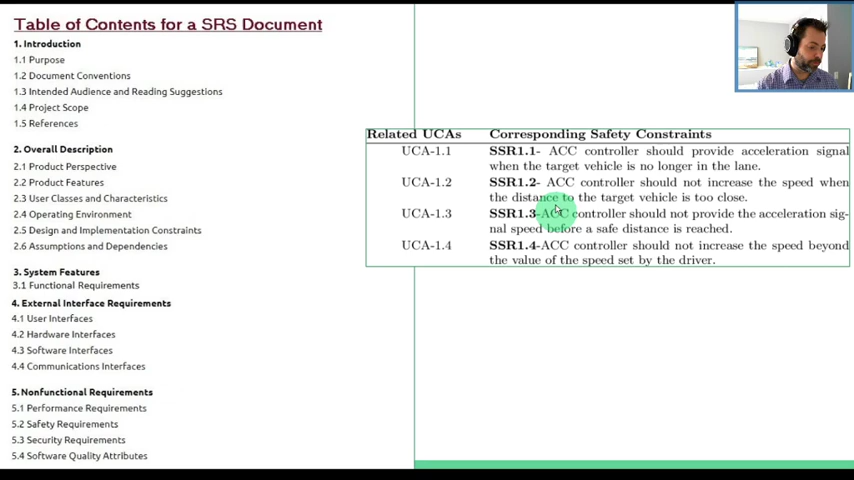 Table of Contents for a SRS Document
1. Introduction
1.1 Purpose
1.2 Document Conventions
1.3 Intended Audience and Reading Suggestions
1.4 Project Scope
1.5 References
2. Overall Description
2.1 Product Perspective
2.2 Product Features
2.3 User Classes and Characteristics
2.4 Operating Environment
2.5 Design and Implementation Constraints
2.6 Assumptions and Dependencies
3. System Features
3.1 Functional Requirements
4. External Interface Requirements
4.1 User Interfaces
4.2 Hardware Interfaces
4.3 Software Interfaces
4.4 Communications Interfaces
5. Nonfunctional Requirements
5.1 Performance Requirements
5.2 Safety Requirements
5.3 Security Requirements
5.4 Software Quality Attributes
Related UCAs Corresponding Safety Constraints
UCA-1.1 SSR1.1- ACC controller should provide acceleration signal
when the target vehicle is no longer in the lane.
UCA-1.2 SSR1.2- ACC controller should not increase the speed when
the distance to the target vehicle is too close.
UCA-1.3 SSR1.3-ACC controller should not provide the acceleration sig-
nal speed before a safe distance is reached.
UCA-1.4 SSR1.4-ACC controller should not increase the speed beyond
the value of the speed set by the driver.